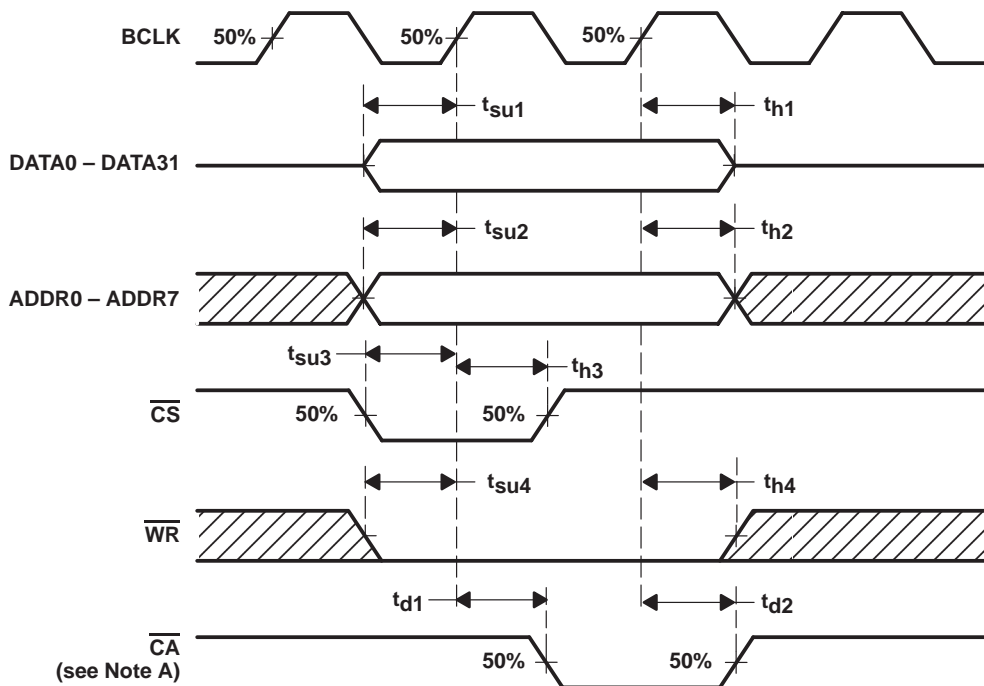 BCLK 50% 50% 50%
tsu1 th1
DATA0 – DATA31
tsu2 th2
ADDR0 – ADDR7
tsu3 th3
CS 50% 50%
tsu4 th4
WR
td1 td2
CA
(see Note A) 50% 50%